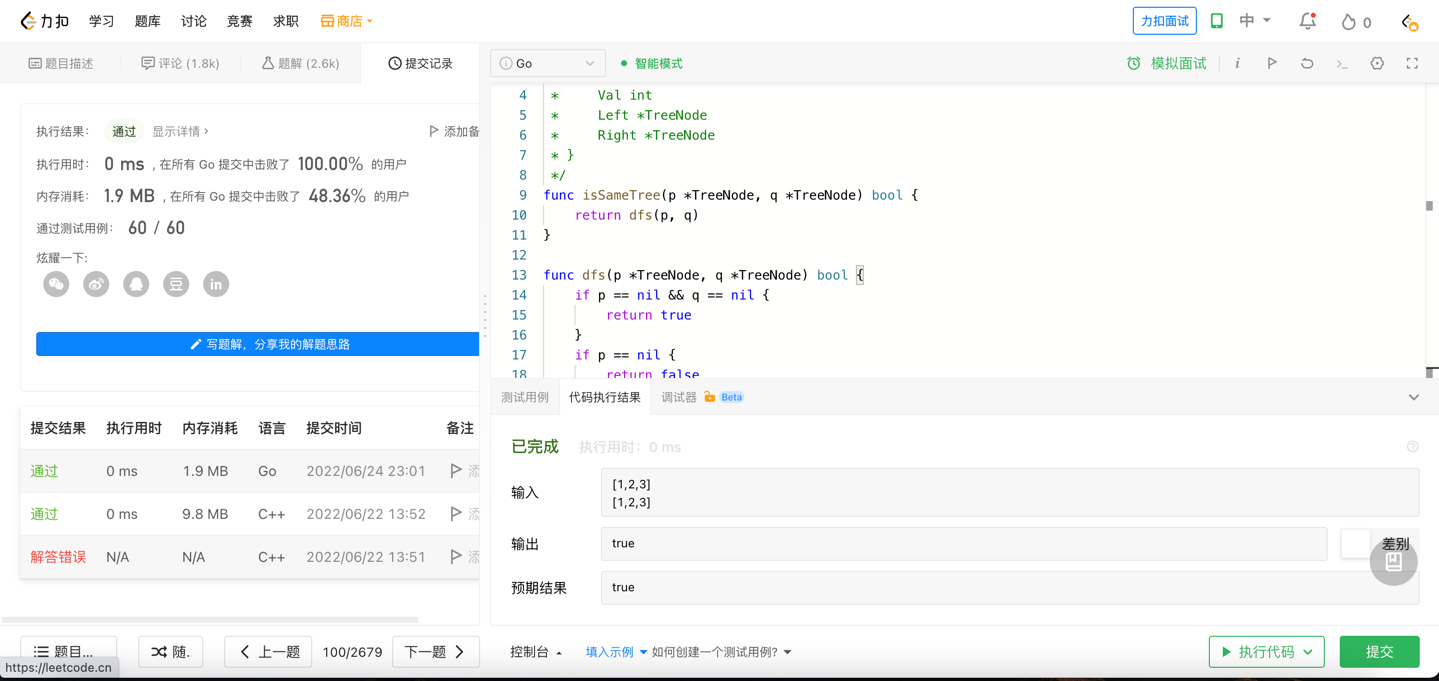 力扣 学习 题库 讨论 竞赛 求职 商店 力扣面试 中 0
题目描述 评论 (1.8k) 题解 (2.6k) 提交记录
执行结果： 通过 显示详情 > 添加备
执行用时： 0 ms , 在所有 Go 提交中击败了 100.00% 的用户
内存消耗： 1.9 MB , 在所有 Go 提交中击败了 48.36% 的用户
通过测试用例： 60 / 60
炫耀一下:
豆 in
写题解，分享我的解题思路
提交结果 执行用时 内存消耗 语言 提交时间 备注
通过 0 ms 1.9 MB Go 2022/06/24 23:01 添
通过 0 ms 9.8 MB C++ 2022/06/22 13:52 添
解答错误 N/A N/A C++ 2022/06/22 13:51 添
题目... 随. 上一题 100/2679 下一题
https://leetcode.cn
i Go 智能模式 模拟面试 i >_
4 *     Val int
5 *     Left *TreeNode
6 *     Right *TreeNode
7 * }
8 */
9 func isSameTree(p *TreeNode, q *TreeNode) bool {
10     return dfs(p, q)
11 }
12
13 func dfs(p *TreeNode, q *TreeNode) bool {
14     if p == nil && q == nil {
15         return true
16     }
17     if p == nil {
18         return false
测试用例 代码执行结果 调试器 Beta
已完成 执行用时：0 ms
输入 [1,2,3]
[1,2,3]
输出 true 差别
预期结果 true
控制台 填入示例 如何创建一个测试用例? 执行代码 提交